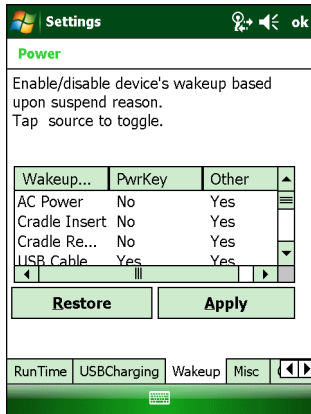 Settings
ok
Power
Enable/disable device's wakeup based
upon suspend reason.
Tap source to toggle.
Wakeup... PwrKey Other
AC Power No Yes
Cradle Insert No Yes
Cradle Re... No Yes
USB Cable Yes Yes
Restore Apply
RunTime USBCharging Wakeup Misc